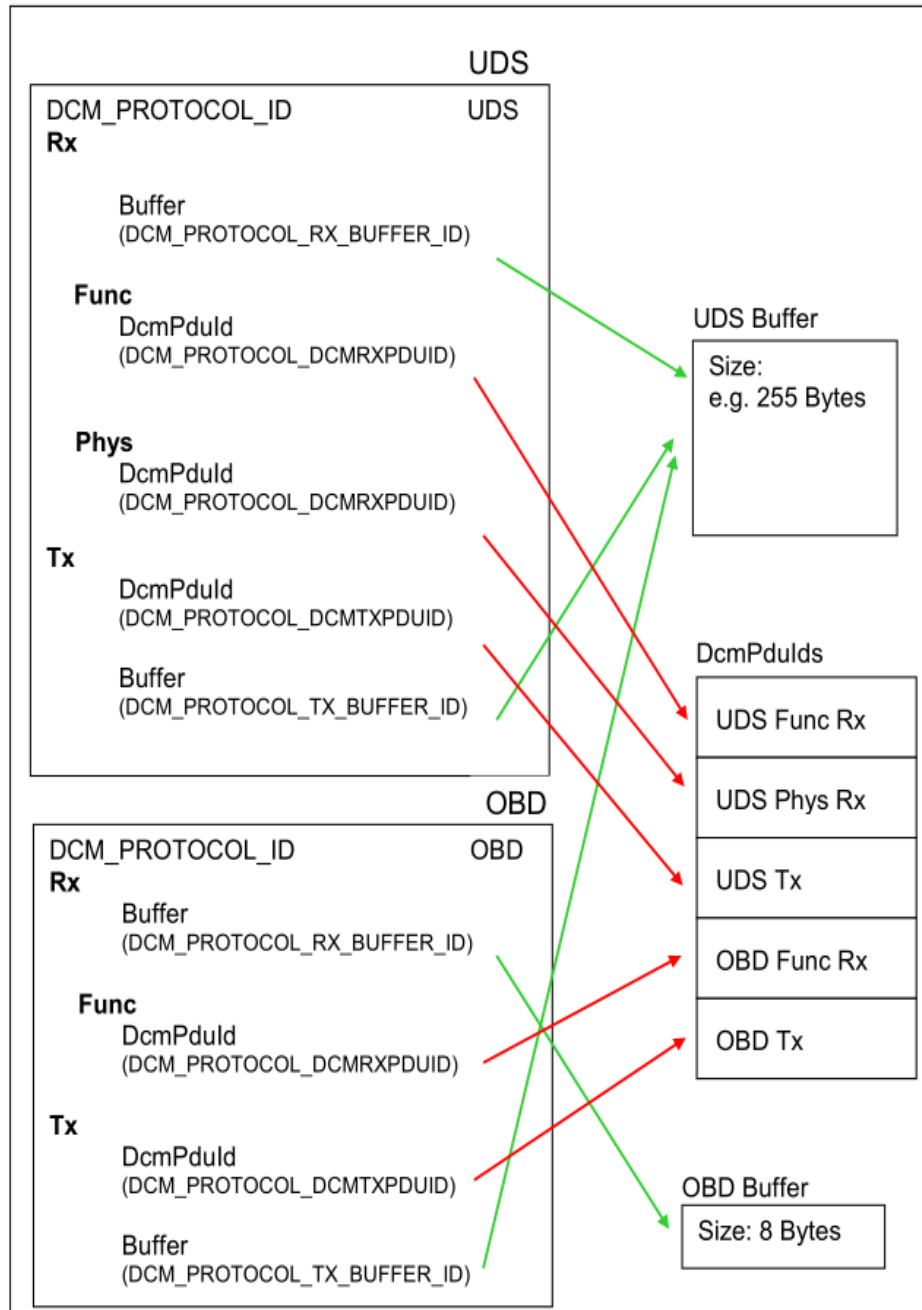 UDS
DCM_PROTOCOL_ID UDS
Rx
Buffer
(DCM_PROTOCOL_RX_BUFFER_ID)
Func
DcmPduId
(DCM_PROTOCOL_DCMRXPDUID)
Phys
DcmPduId
(DCM_PROTOCOL_DCMRXPDUID)
Tx
DcmPduId
(DCM_PROTOCOL_DCMTXPDUID)
Buffer
(DCM_PROTOCOL_TX_BUFFER_ID)
UDS Buffer
Size:
e.g. 255 Bytes
DcmPduIds
UDS Func Rx
UDS Phys Rx
UDS Tx
OBD Func Rx
OBD Tx
OBD
DCM_PROTOCOL_ID OBD
Rx
Buffer
(DCM_PROTOCOL_RX_BUFFER_ID)
Func
DcmPduId
(DCM_PROTOCOL_DCMRXPDUID)
Tx
DcmPduId
(DCM_PROTOCOL_DCMTXPDUID)
Buffer
(DCM_PROTOCOL_TX_BUFFER_ID)
OBD Buffer
Size: 8 Bytes